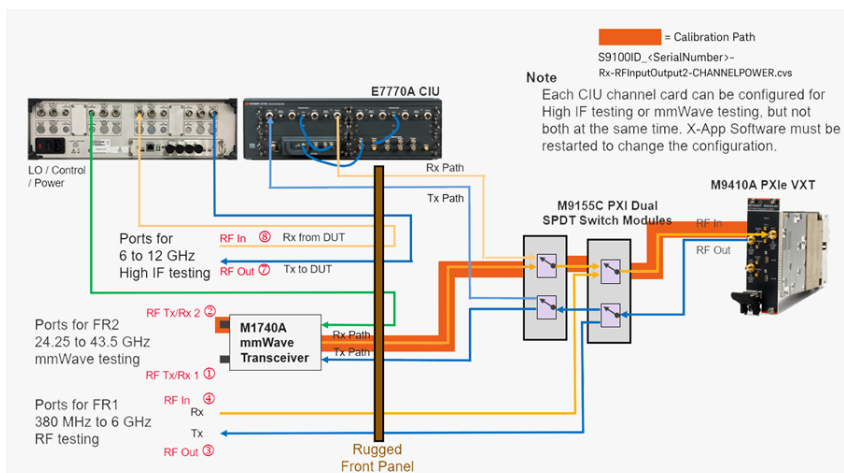 = Calibration Path
S9100ID_<SerialNumber>-
Rx-RFInputOutput2-CHANNELPOWER.cvs
Note
Each CIU channel card can be configured for
High IF testing or mmWave testing, but not
both at the same time. X-App Software must be
restarted to change the configuration.
E7770A CIU
LO / Control
/ Power
Rx Path
Tx Path
M9410A PXIe VXT
M9155C PXI Dual
SPDT Switch Modules
RF In
RF Out
Ports for
6 to 12 GHz
High IF testing
RF In ⑧ Rx from DUT
RF Out ⑦ Tx to DUT
RF Tx/Rx 2 ②
Ports for FR2
24.25 to 43.5 GHz
mmWave testing
M1740A
mmWave
Transceiver
Rx Path
Tx Path
RF Tx/Rx 1 ①
Ports for FR1
380 MHz to 6 GHz
RF testing
RF In ④
Rx
Tx
RF Out ③
Rugged
Front Panel